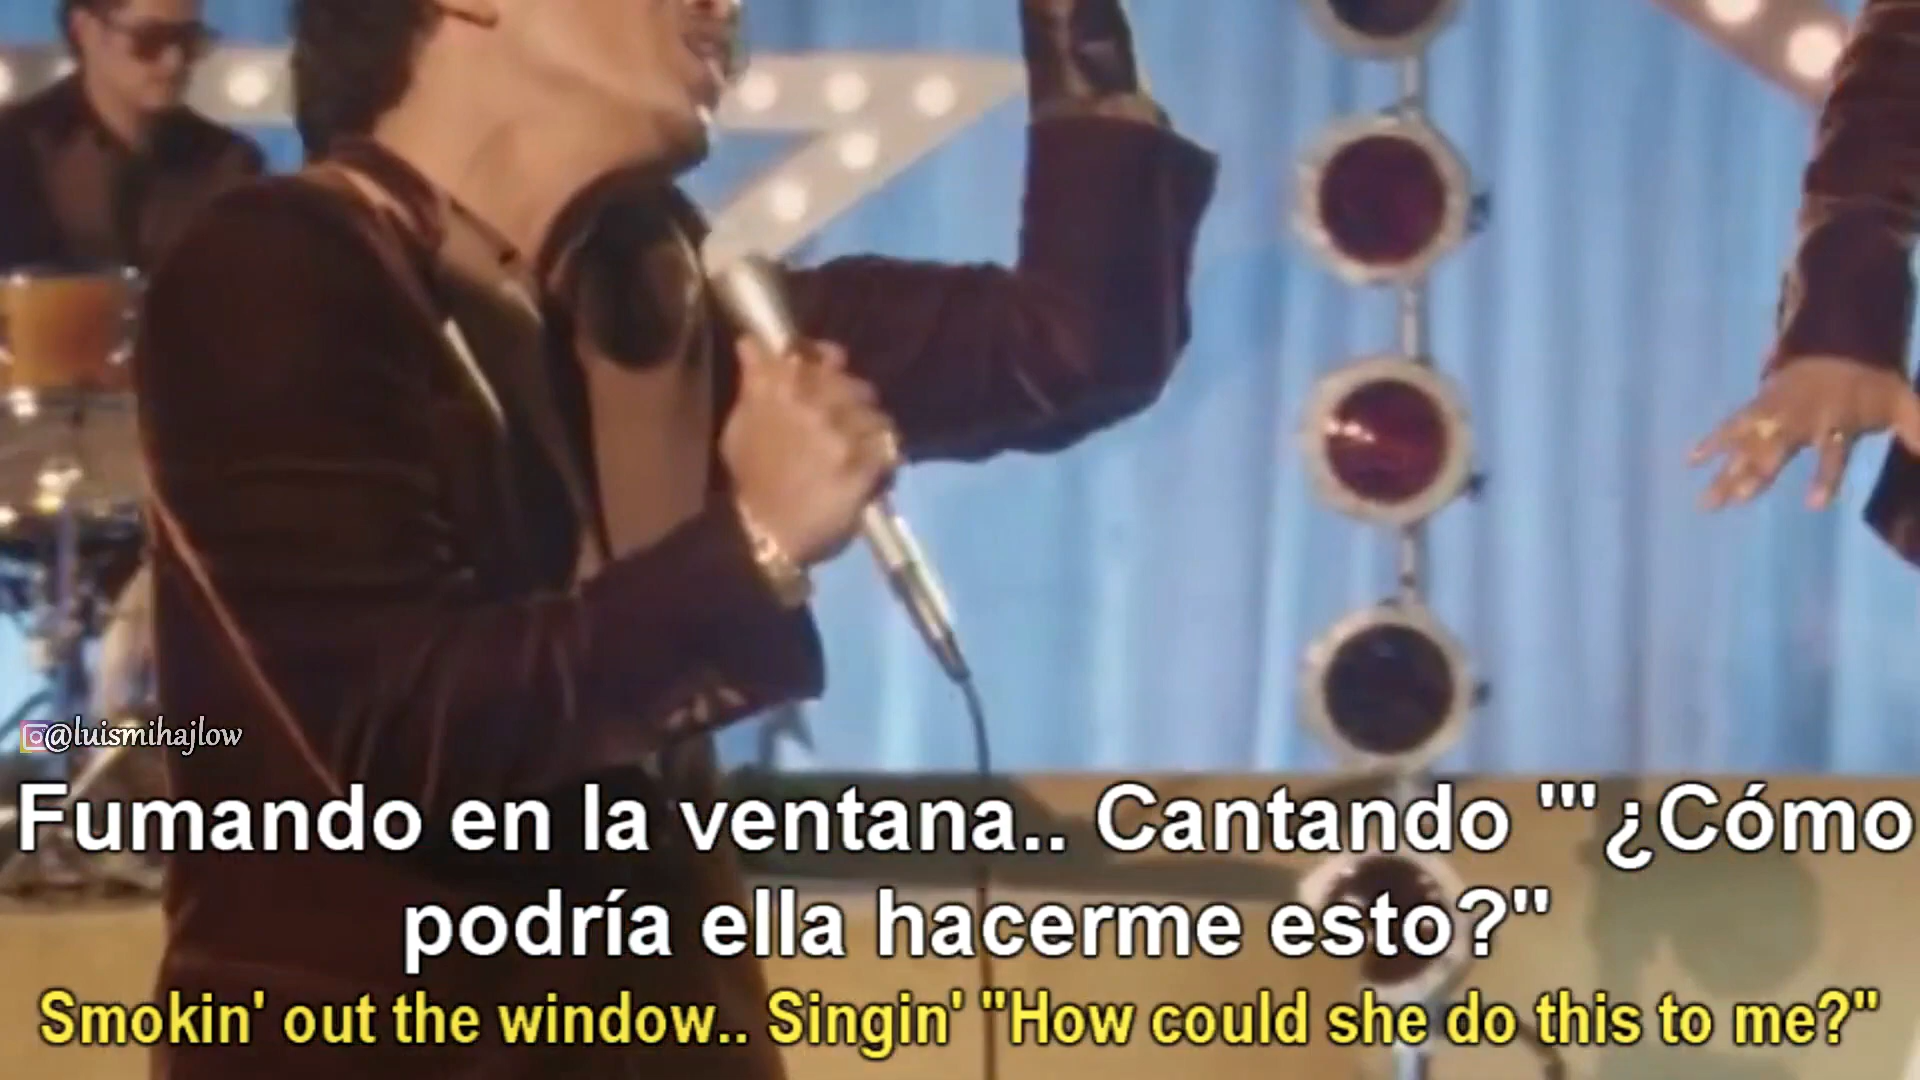 @luismihajlow
Fumando en la ventana.. Cantando '"¿Cómo
podría ella hacerme esto?"
Smokin' out the window.. Singin' "How could she do this to me?"